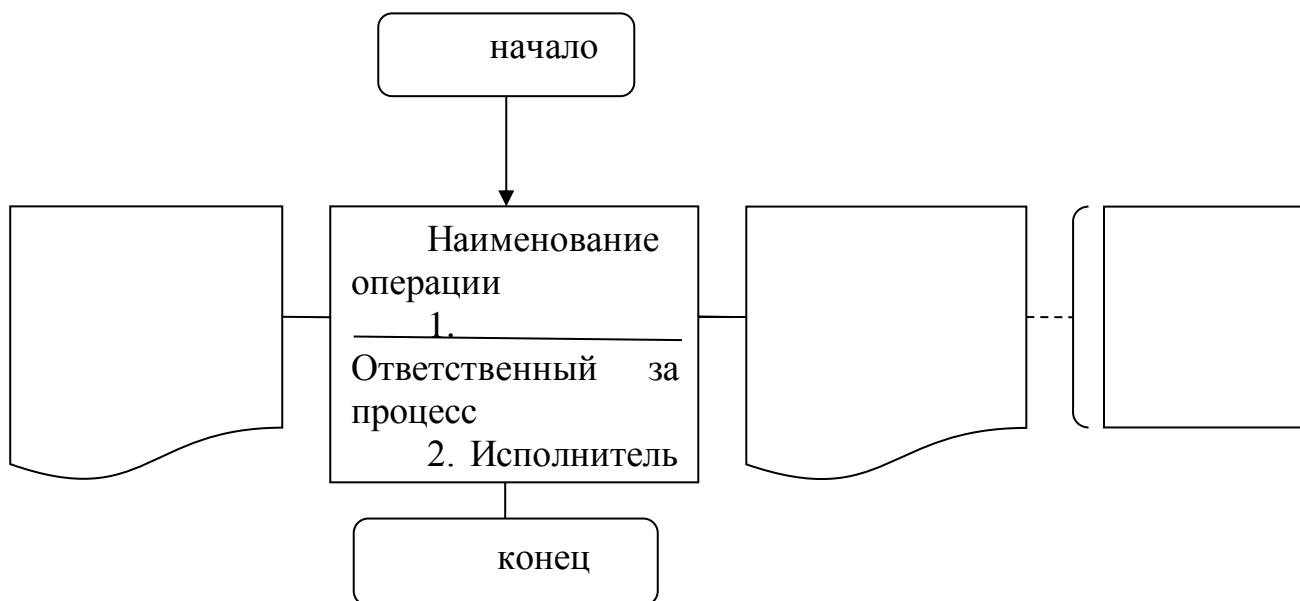 начало
Наименование
операции
1.
Ответственный за
процесс
2. Исполнитель
конец